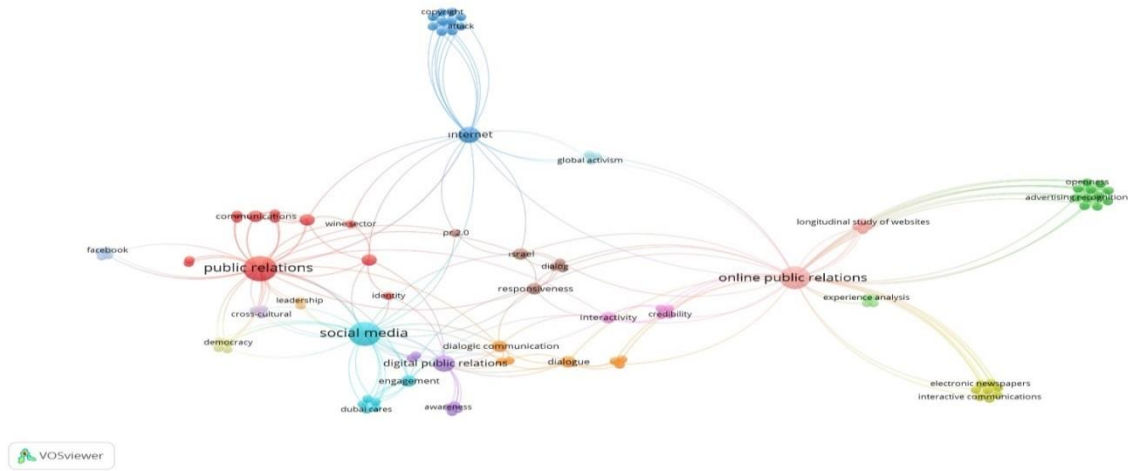 copyright
attack
internet
global activism
openness
advertising recognition
communications
wine sector
longitudinal study of websites
pr 2.0
facebook
israel
dialog
public relations
online public relations
responsiveness
leadership
identity
experience analysis
cross-cultural
interactivity
credibility
social media
democracy
dialogic communication
digital public relations
dialogue
engagement
electronic newspapers
interactive communications
dubai cares
awareness
VOSviewer